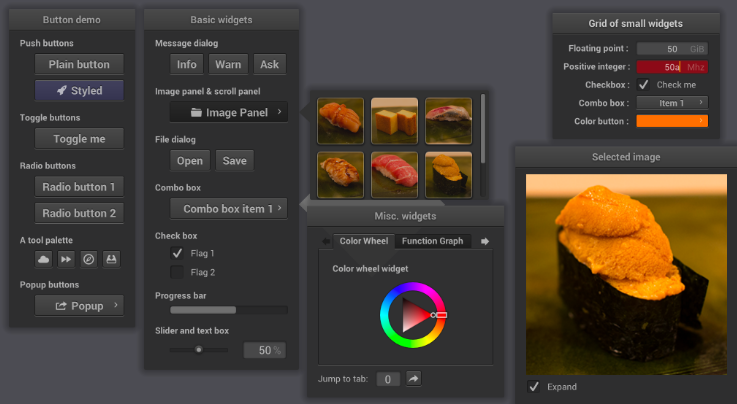 Button demo
Push buttons
Plain button
Styled
Toggle buttons
Toggle me
Radio buttons
Radio button 1
Radio button 2
A tool palette
Popup buttons
Popup
Basic widgets
Message dialog
Info Warn Ask
Image panel & scroll panel
Image Panel
File dialog
Open Save
Combo box
Combo box item 1
Check box
Flag 1
Flag 2
Progress bar
Slider and text box
50 %
Misc. widgets
Color Wheel Function Graph
Color wheel widget
Jump to tab: 0
Grid of small widgets
Floating point : 50 GiB
Positive integer : 50a Mhz
Checkbox : Check me
Combo box : Item 1
Color button :
Selected image
Expand